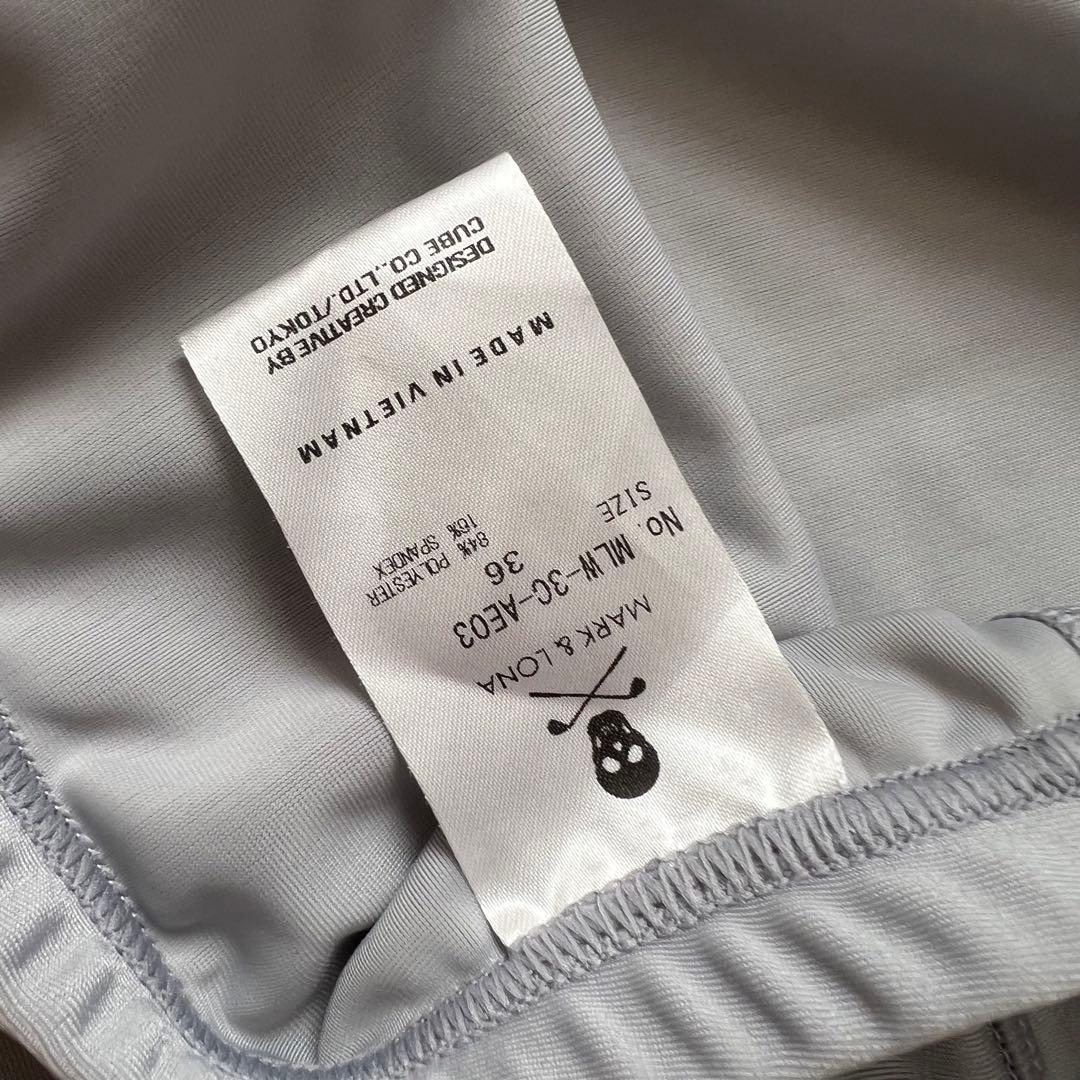 MARK & LONA
No. MLW-3C-AE03
SIZE 36
84% POLYESTER
16% SPANDEX
MADE IN VIETNAM
DESIGNED CREATIVE BY
CUBE CO.,LTD./TOKYO